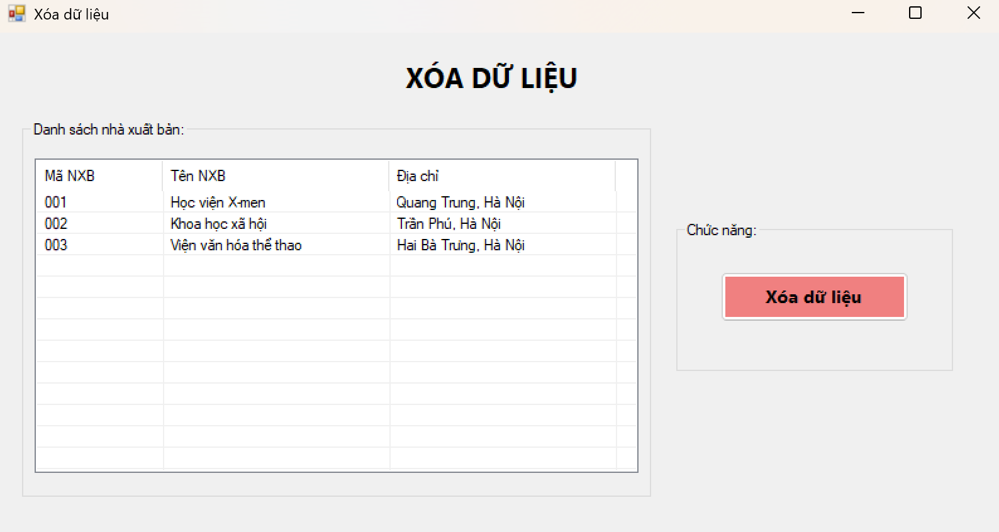 Xóa dữ liệu
XÓA DỮ LIỆU
Danh sách nhà xuất bản:
Mã NXB Tên NXB Địa chỉ
001 Học viện X-men Quang Trung, Hà Nội
002 Khoa học xã hội Trần Phú, Hà Nội
003 Viện văn hóa thể thao Hai Bà Trưng, Hà Nội
Chức năng:
Xóa dữ liệu